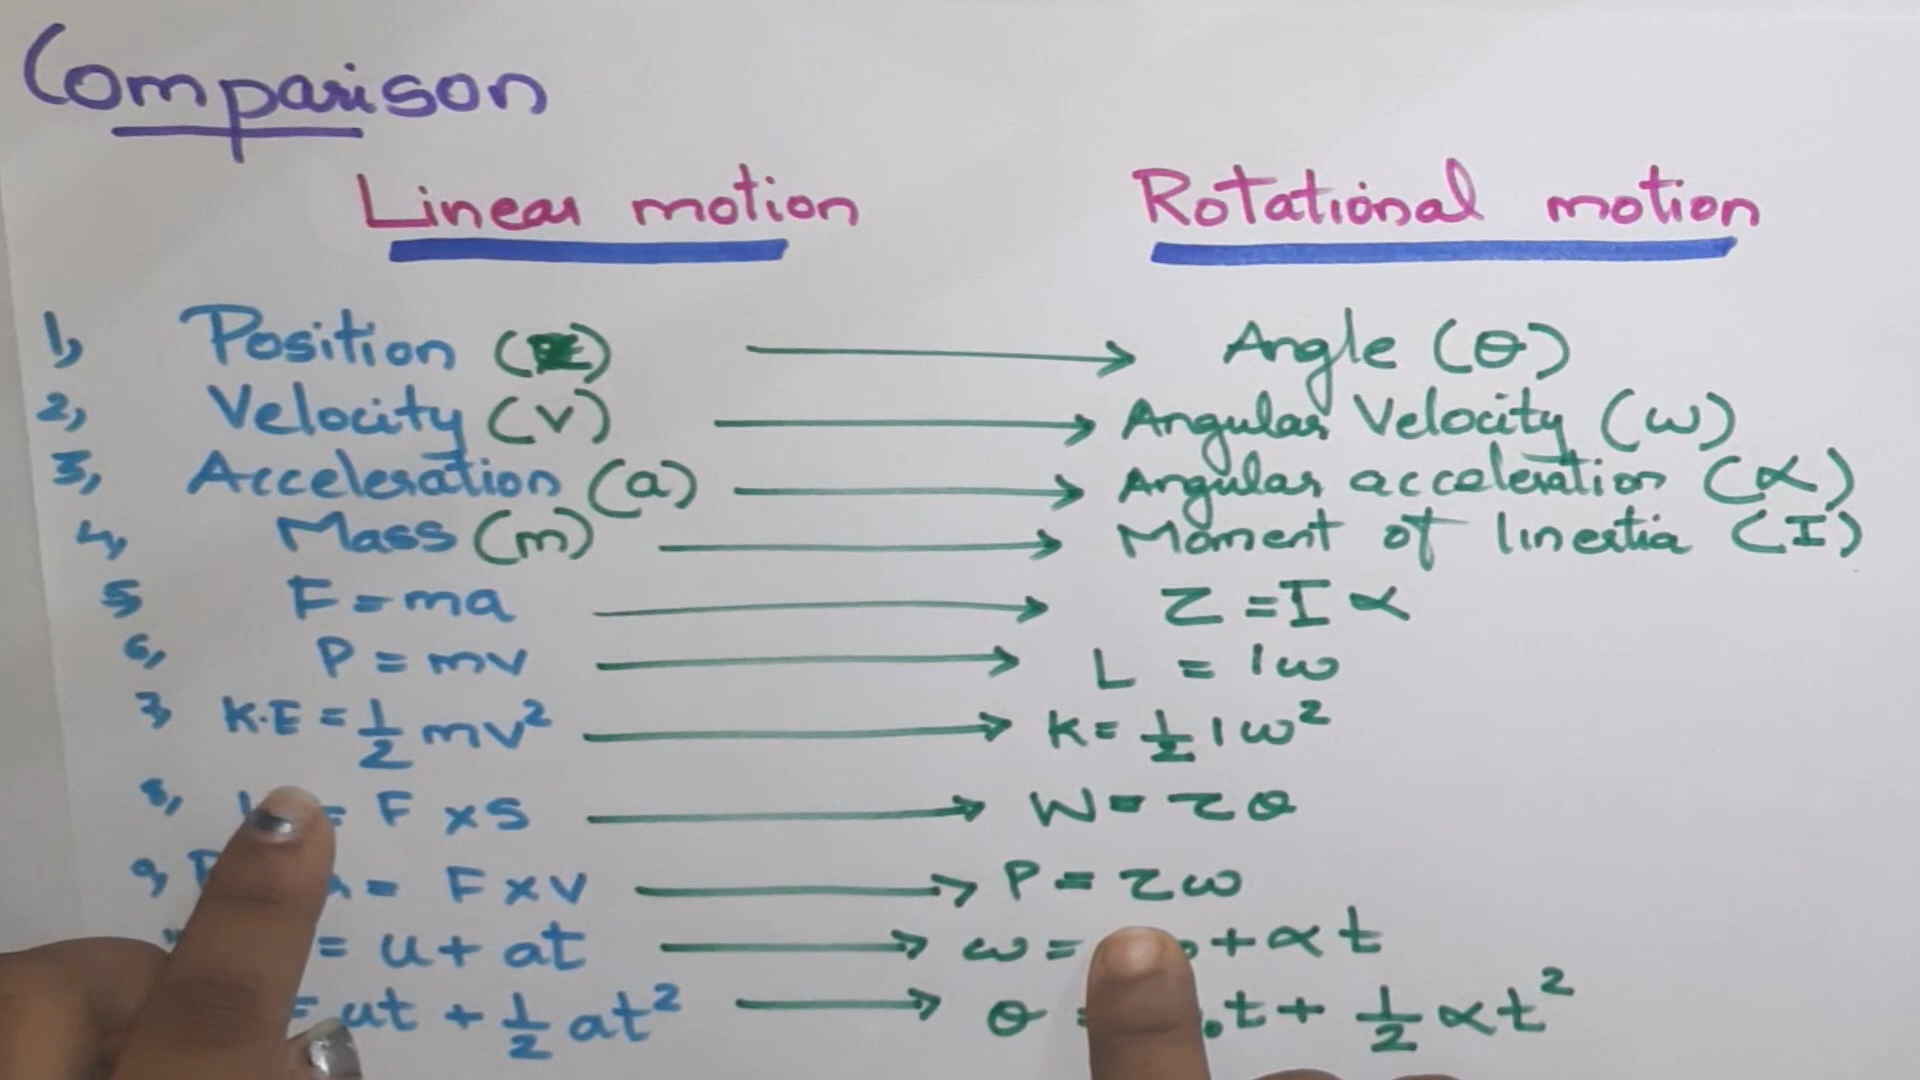 Comparison
Linear motion Rotational motion
1, Position ( ) → Angle (θ)
2, Velocity (v) → Angular Velocity (ω)
3, Acceleration (a) → Angular acceleration (α)
4, Mass (m) → Moment of Inertia (I)
5 F = ma → τ = I α
6, P = mv → L = Iω
7, K.E = 1/2 mv² → K = 1/2 Iω²
8, = F × S → W = τθ
9, = F × V → P = τω
= u + at → ω = + αt
= ut + 1/2 at² → θ = t + 1/2 αt²